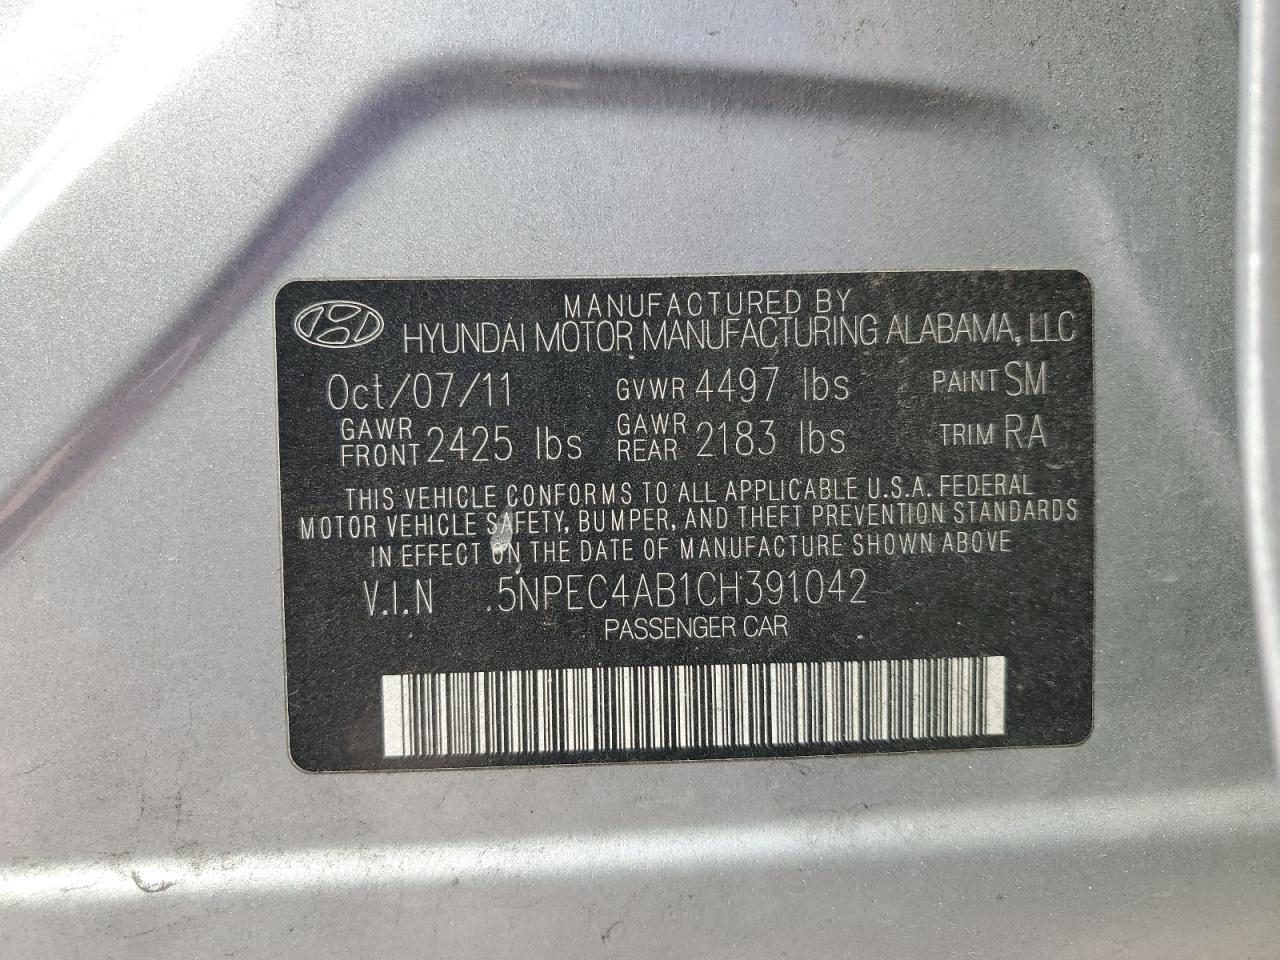 MANUFACTURED BY
HYUNDAI MOTOR MANUFACTURING ALABAMA, LLC
Oct/07/11 GVWR 4497 lbs PAINT SM
GAWR FRONT 2425 lbs GAWR REAR 2183 lbs TRIM RA
THIS VEHICLE CONFORMS TO ALL APPLICABLE U.S.A. FEDERAL
MOTOR VEHICLE SAFETY, BUMPER, AND THEFT PREVENTION STANDARDS
IN EFFECT ON THE DATE OF MANUFACTURE SHOWN ABOVE
V.I.N 5NPEC4AB1CH391042
PASSENGER CAR